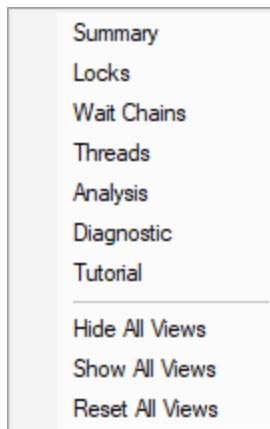 Summary
Locks
Wait Chains
Threads
Analysis
Diagnostic
Tutorial
Hide All Views
Show All Views
Reset All Views